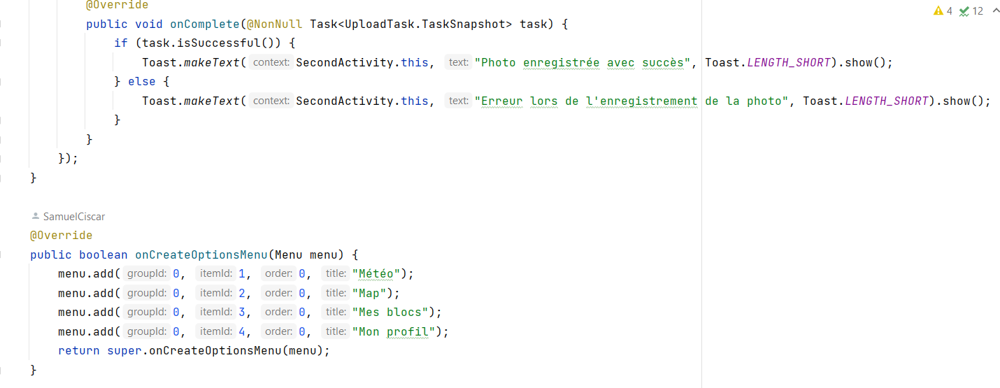 @Override
4 12
public void onComplete(@NonNull Task<UploadTask.TaskSnapshot> task) {
if (task.isSuccessful()) {
Toast.makeText( context: SecondActivity.this, text: "Photo enregistrée avec succès", Toast.LENGTH_SHORT).show();
} else {
Toast.makeText( context: SecondActivity.this, text: "Erreur lors de l'enregistrement de la photo", Toast.LENGTH_SHORT).show();
}
}
});
}
SamuelCiscar
@Override
public boolean onCreateOptionsMenu(Menu menu) {
menu.add( groupId: 0, itemId: 1, order: 0, title: "Météo");
menu.add( groupId: 0, itemId: 2, order: 0, title: "Map");
menu.add( groupId: 0, itemId: 3, order: 0, title: "Mes blocs");
menu.add( groupId: 0, itemId: 4, order: 0, title: "Mon profil");
return super.onCreateOptionsMenu(menu);
}